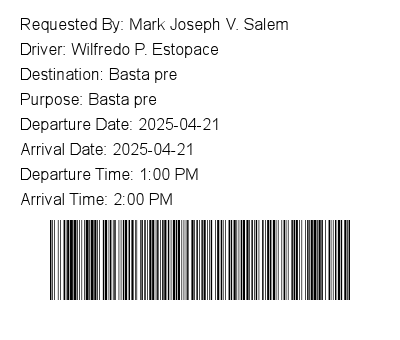 Requested By: Mark Joseph V. Salem
Driver: Wilfredo P. Estopace
Destination: Basta pre
Purpose: Basta pre
Departure Date: 2025-04-21
Arrival Date: 2025-04-21
Departure Time: 1:00 PM
Arrival Time: 2:00 PM